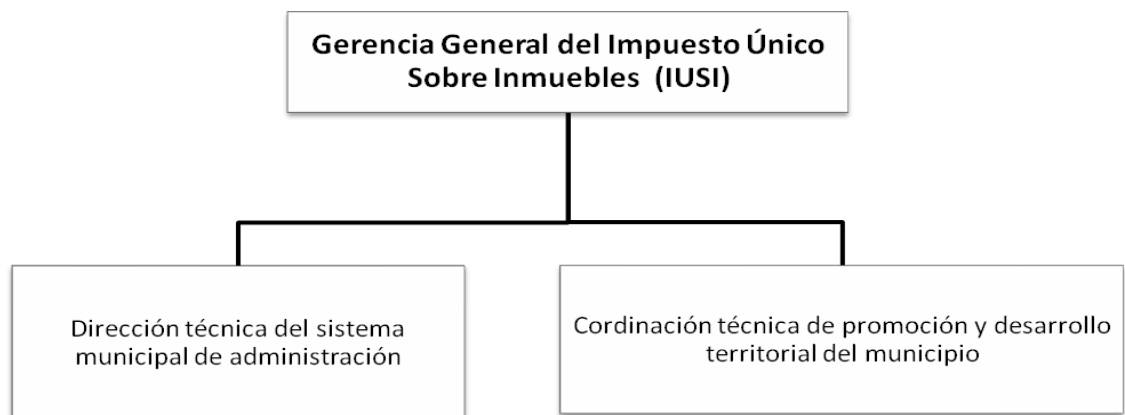 Gerencia General del Impuesto Único
Sobre Inmuebles (IUSI)
Dirección técnica del sistema
municipal de administración
Cordinación técnica de promoción y desarrollo
territorial del municipio